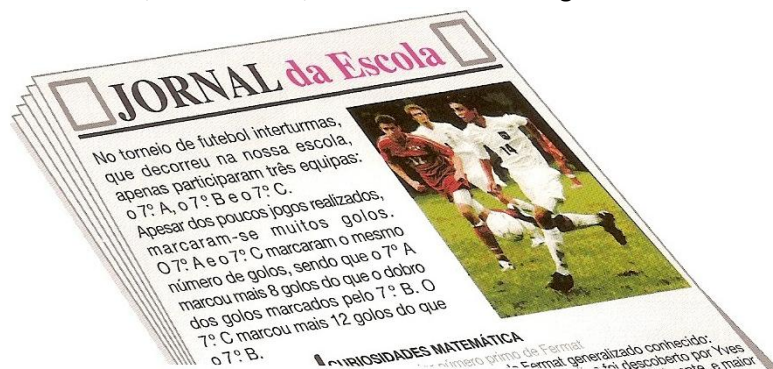 JORNAL da Escola
No torneio de futebol interturmas,
que decorreu na nossa escola,
apenas participaram três equipas:
o 7º A, o 7º B e o 7º C.
Apesar dos poucos jogos realizados,
marcaram-se muitos golos.
O 7º A e o 7º C marcaram o mesmo
número de golos, sendo que o 7º A
marcou mais 8 golos do que o dobro
dos golos marcados pelo 7º B. O
7º C marcou mais 12 golos do que
o 7º B.
14
CURIOSIDADES MATEMÁTICA
número primo de Fermat
de Fermat generalizado conhecido:
foi descoberto por Yves
e maior